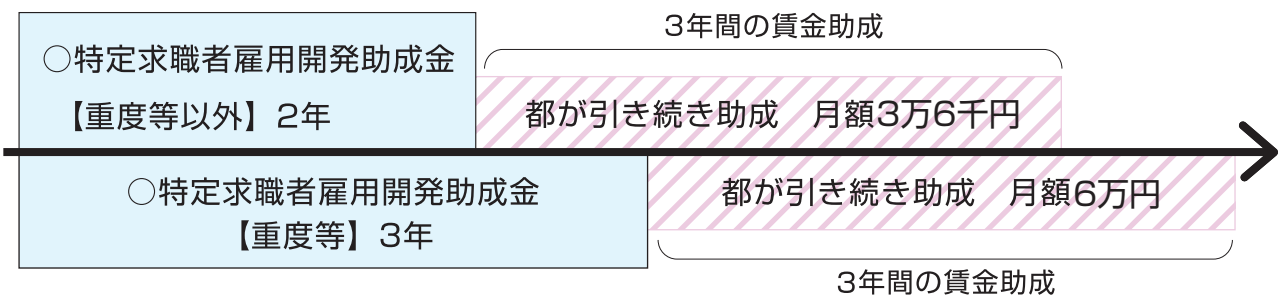 3年間の賃金助成
○特定求職者雇用開発助成金
【重度等以外】2年
都が引き続き助成　月額3万6千円
○特定求職者雇用開発助成金
【重度等】3年
都が引き続き助成　月額6万円
3年間の賃金助成